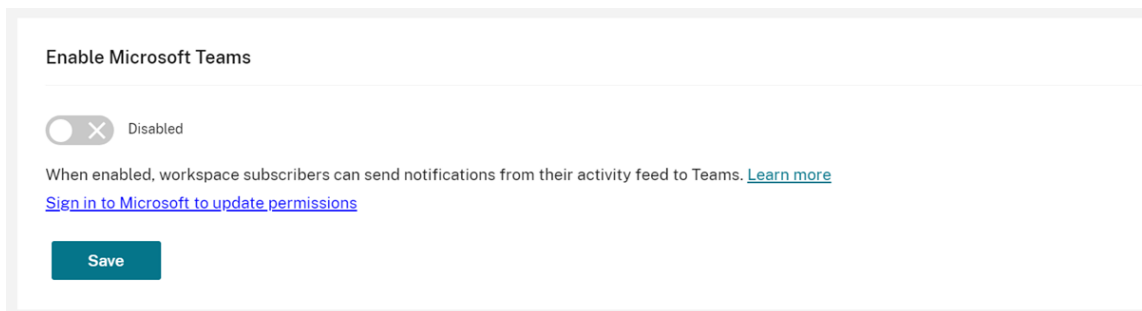 Enable Microsoft Teams
Disabled
When enabled, workspace subscribers can send notifications from their activity feed to Teams. Learn more
Sign in to Microsoft to update permissions
Save